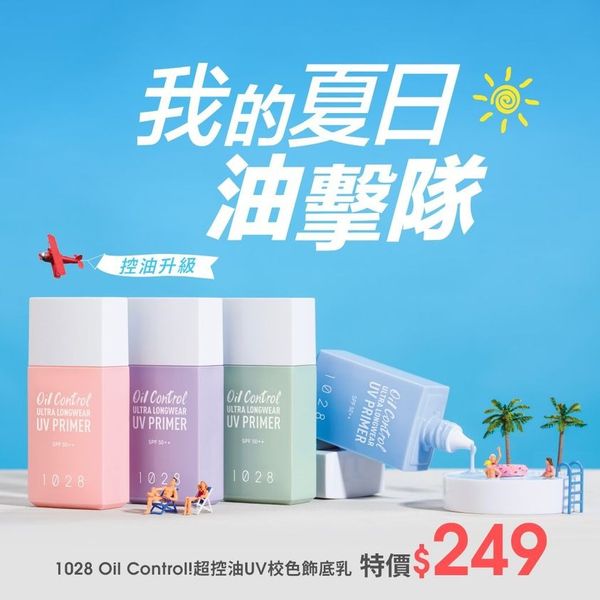 我的夏日
油擊隊
控油升級
Oil Control
ULTRA LONGWEAR
UV PRIMER
SPF 50++
1028
Oil Control
ULTRA LONGWEAR
UV PRIMER
SPF 50++
1028
Oil Control
ULTRA LONGWEAR
UV PRIMER
SPF 50++
1028
Oil Control
ULTRA LONGWEAR
UV PRIMER
SPF 50++
1028
1028 Oil Control!超控油UV校色飾底乳 特價$249